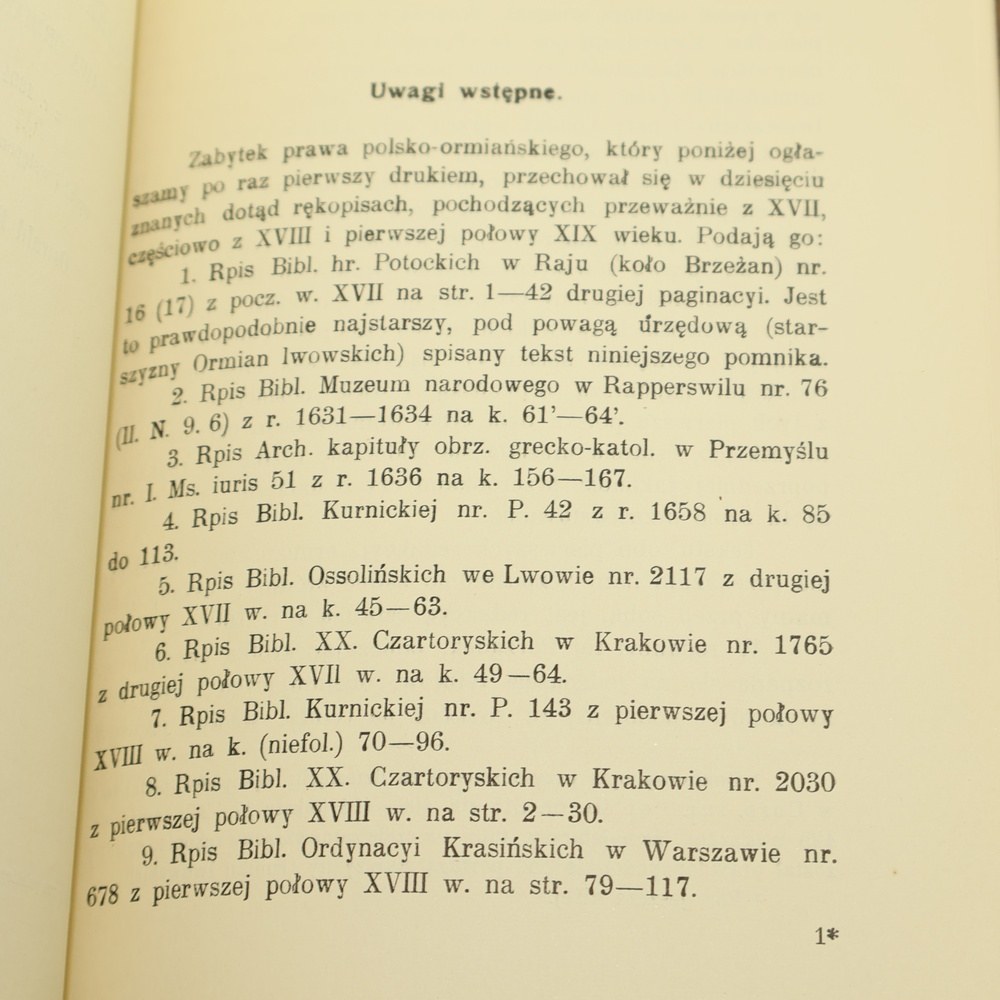 Uwagi wstępne.
Zabytek prawa polsko-ormiańskiego, który poniżej ogła-
szamy po raz pierwszy drukiem, przechował się w dziesięciu
znanych dotąd rękopisach, pochodzących przeważnie z XVII,
częściowo z XVIII i pierwszej połowy XIX wieku. Podają go:
1. Rpis Bibl. hr. Potockich w Raju (koło Brzeżan) nr.
16 (17) z pocz. w. XVII na str. 1—42 drugiej paginacyi. Jest
to prawdopodobnie najstarszy, pod powagą urzędową (star-
szyzny Ormian lwowskich) spisany tekst niniejszego pomnika.
2. Rpis Bibl. Muzeum narodowego w Rapperswilu nr. 76
(II. N. 9. 6) z r. 1631—1634 na k. 61'—64'.
3. Rpis Arch. kapituły obrz. grecko-katol. w Przemyślu
nr. I. Ms. iuris 51 z r. 1636 na k. 156—167.
4. Rpis Bibl. Kurnickiej nr. P. 42 z r. 1658 na k. 85
do 113.
5. Rpis Bibl. Ossolińskich we Lwowie nr. 2117 z drugiej
połowy XVII w. na k. 45—63.
6. Rpis Bibl. XX. Czartoryskich w Krakowie nr. 1765
z drugiej połowy XVII w. na k. 49—64.
7. Rpis Bibl. Kurnickiej nr. P. 143 z pierwszej połowy
XVIII w. na k. (niefol.) 70—96.
8. Rpis Bibl. XX. Czartoryskich w Krakowie nr. 2030
z pierwszej połowy XVIII w. na str. 2—30.
9. Rpis Bibl. Ordynacyi Krasińskich w Warszawie nr.
678 z pierwszej połowy XVIII w. na str. 79—117.
1*